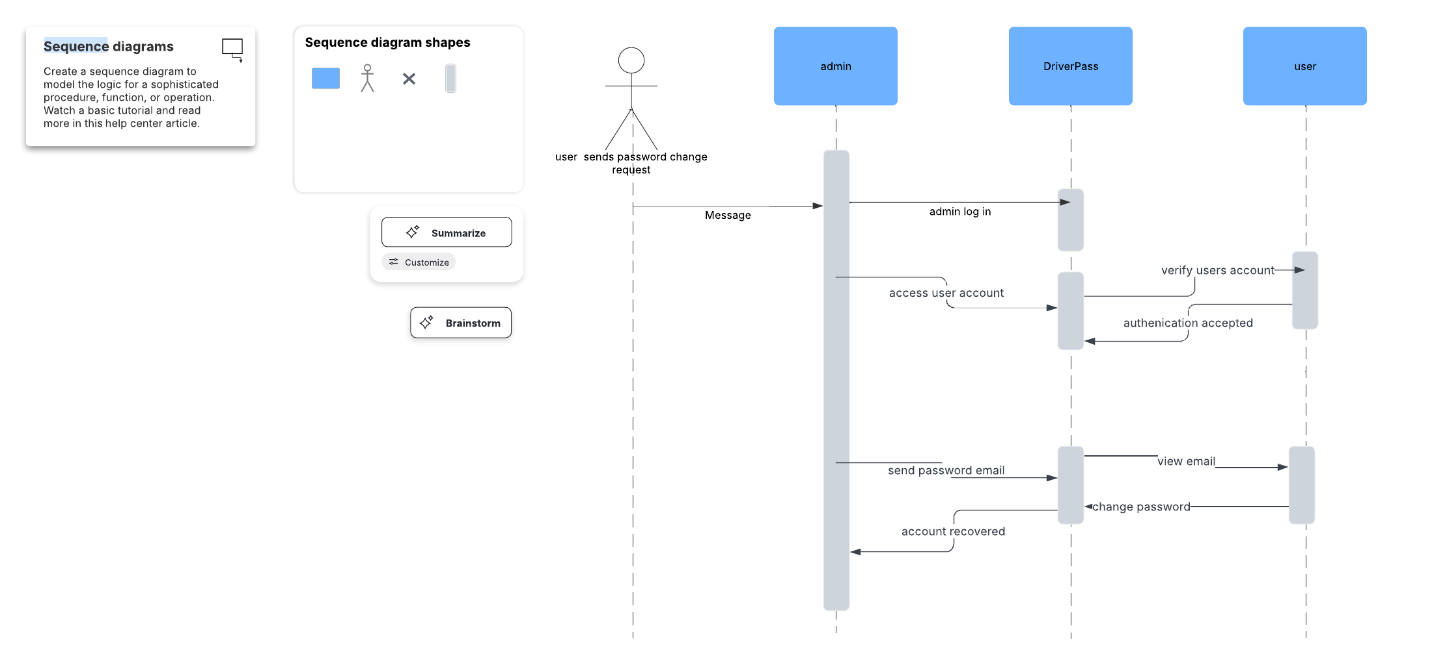 Sequence diagrams
Create a sequence diagram to
model the logic for a sophisticated
procedure, function, or operation.
Watch a basic tutorial and read
more in this help center article.
Sequence diagram shapes
Summarize
Customize
Brainstorm
user sends password change
request
admin
DriverPass
user
Message
admin log in
verify users account
access user account
authenication accepted
view email
send password email
change password
account recovered